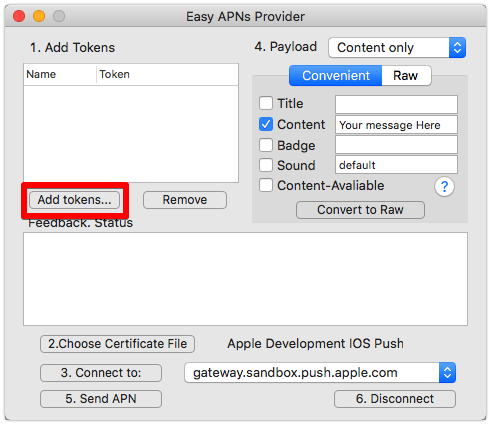 Easy APNs Provider
1. Add Tokens
4. Payload
Content only
Name
Token
Convenient
Raw
Title
Content
Your message Here
Badge
Sound
default
Content-Avaliable
?
Add tokens...
Remove
Convert to Raw
Feedback. Status
2.Choose Certificate File
Apple Development IOS Push
3. Connect to:
gateway.sandbox.push.apple.com
5. Send APN
6. Disconnect